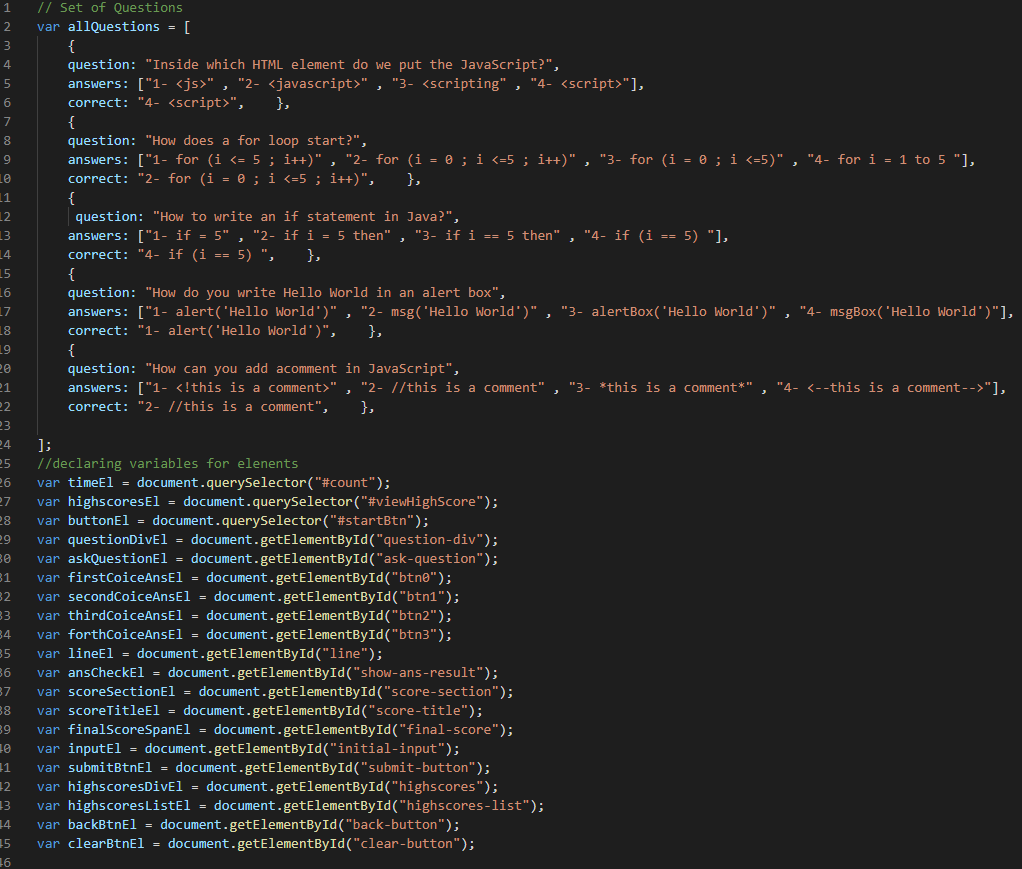 1 // Set of Questions
2 var allQuestions = [
3 {
4 question: "Inside which HTML element do we put the JavaScript?",
5 answers: ["1- <js>" , "2- <javascript>" , "3- <scripting" , "4- <script>"],
6 correct: "4- <script>", },
7 {
8 question: "How does a for loop start?",
9 answers: ["1- for (i <= 5 ; i++)" , "2- for (i = 0 ; i <=5 ; i++)" , "3- for (i = 0 ; i <=5)" , "4- for i = 1 to 5 "],
10 correct: "2- for (i = 0 ; i <=5 ; i++)", },
11 {
12 question: "How to write an if statement in Java?",
13 answers: ["1- if = 5" , "2- if i = 5 then" , "3- if i == 5 then" , "4- if (i == 5) "],
14 correct: "4- if (i == 5) ", },
15 {
16 question: "How do you write Hello World in an alert box",
17 answers: ["1- alert('Hello World')" , "2- msg('Hello World')" , "3- alertBox('Hello World')" , "4- msgBox('Hello World')"],
18 correct: "1- alert('Hello World')", },
19 {
20 question: "How can you add acomment in JavaScript",
21 answers: ["1- <!this is a comment>" , "2- //this is a comment" , "3- *this is a comment*" , "4- <--this is a comment-->"],
22 correct: "2- //this is a comment", },
23
24 ];
25 //declaring variables for elenents
26 var timeEl = document.querySelector("#count");
27 var highscoresEl = document.querySelector("#viewHighScore");
28 var buttonEl = document.querySelector("#startBtn");
29 var questionDivEl = document.getElementById("question-div");
30 var askQuestionEl = document.getElementById("ask-question");
31 var firstCoiceAnsEl = document.getElementById("btn0");
32 var secondCoiceAnsEl = document.getElementById("btn1");
33 var thirdCoiceAnsEl = document.getElementById("btn2");
34 var forthCoiceAnsEl = document.getElementById("btn3");
35 var lineEl = document.getElementById("line");
36 var ansCheckEl = document.getElementById("show-ans-result");
37 var scoreSectionEl = document.getElementById("score-section");
38 var scoreTitleEl = document.getElementById("score-title");
39 var finalScoreSpanEl = document.getElementById("final-score");
40 var inputEl = document.getElementById("initial-input");
41 var submitBtnEl = document.getElementById("submit-button");
42 var highscoresDivEl = document.getElementById("highscores");
43 var highscoresListEl = document.getElementById("highscores-list");
44 var backBtnEl = document.getElementById("back-button");
45 var clearBtnEl = document.getElementById("clear-button");
46